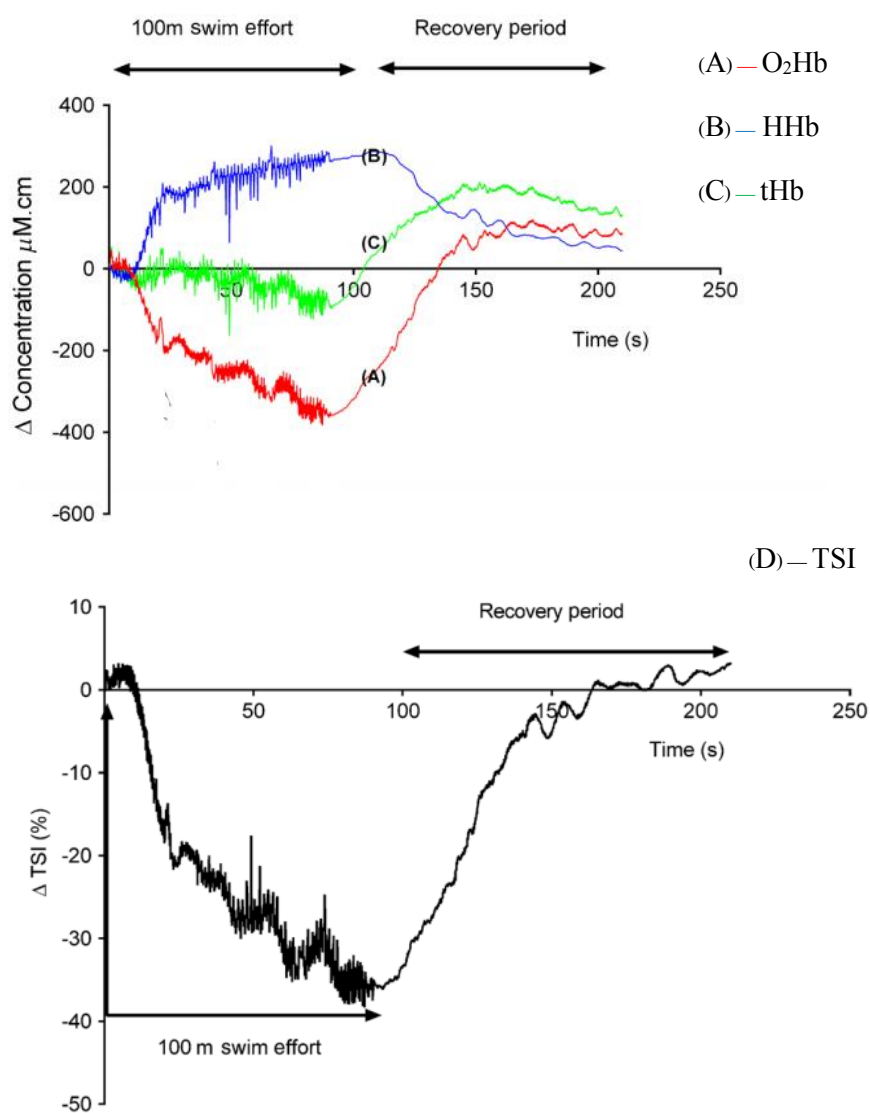 100m swim effort
Recovery period
(A) — O₂Hb
(B) — HHb
(C) — tHb
400
200
0
-200
-400
-600
Δ Concentration μM.cm
(B)
(C)
(A)
50
100
150
200
250
Time (s)
(D) — TSI
Recovery period
10
0
-10
-20
-30
-40
-50
Δ TSI (%)
50
100
150
200
250
Time (s)
100 m swim effort